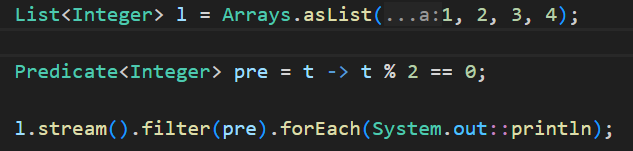 List<Integer> l = Arrays.asList(...a:1, 2, 3, 4);
Predicate<Integer> pre = t -> t % 2 == 0;
l.stream().filter(pre).forEach(System.out::println);